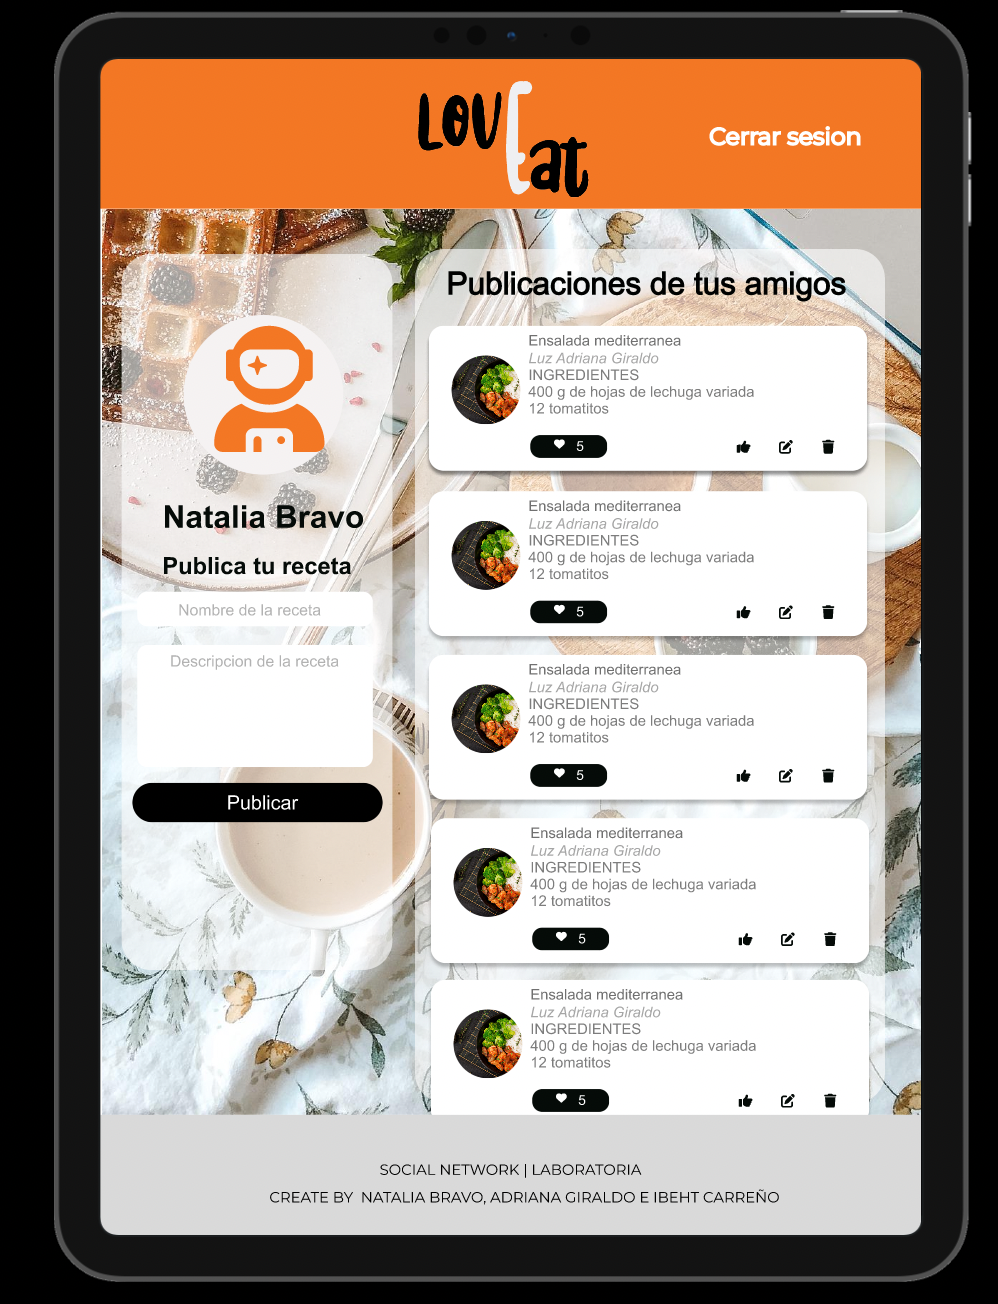 LOVEat
Cerrar sesion
Natalia Bravo
Publica tu receta
Nombre de la receta
Descripcion de la receta
Publicar
Publicaciones de tus amigos
Ensalada mediterranea
Luz Adriana Giraldo
INGREDIENTES
400 g de hojas de lechuga variada
12 tomatitos
5
Ensalada mediterranea
Luz Adriana Giraldo
INGREDIENTES
400 g de hojas de lechuga variada
12 tomatitos
5
Ensalada mediterranea
Luz Adriana Giraldo
INGREDIENTES
400 g de hojas de lechuga variada
12 tomatitos
5
Ensalada mediterranea
Luz Adriana Giraldo
INGREDIENTES
400 g de hojas de lechuga variada
12 tomatitos
5
Ensalada mediterranea
Luz Adriana Giraldo
INGREDIENTES
400 g de hojas de lechuga variada
12 tomatitos
5
SOCIAL NETWORK | LABORATORIA
CREATE BY NATALIA BRAVO, ADRIANA GIRALDO E IBEHT CARREÑO